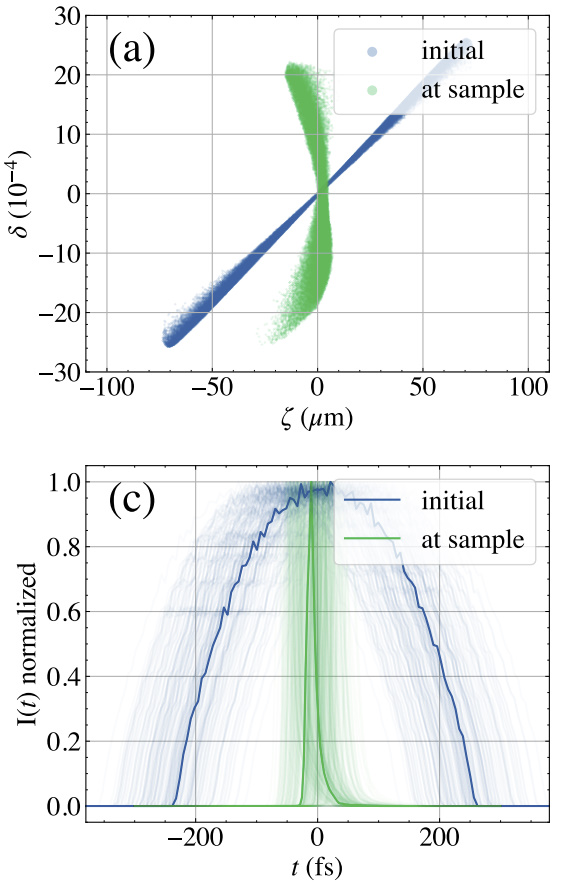 30
20
10
0
−10
−20
−30
δ (10⁻⁴)
(a)
initial
at sample
−100
−50
0
50
100
ζ (μm)
1.0
0.8
0.6
0.4
0.2
0.0
I(t) normalized
(c)
initial
at sample
−200
0
200
t (fs)